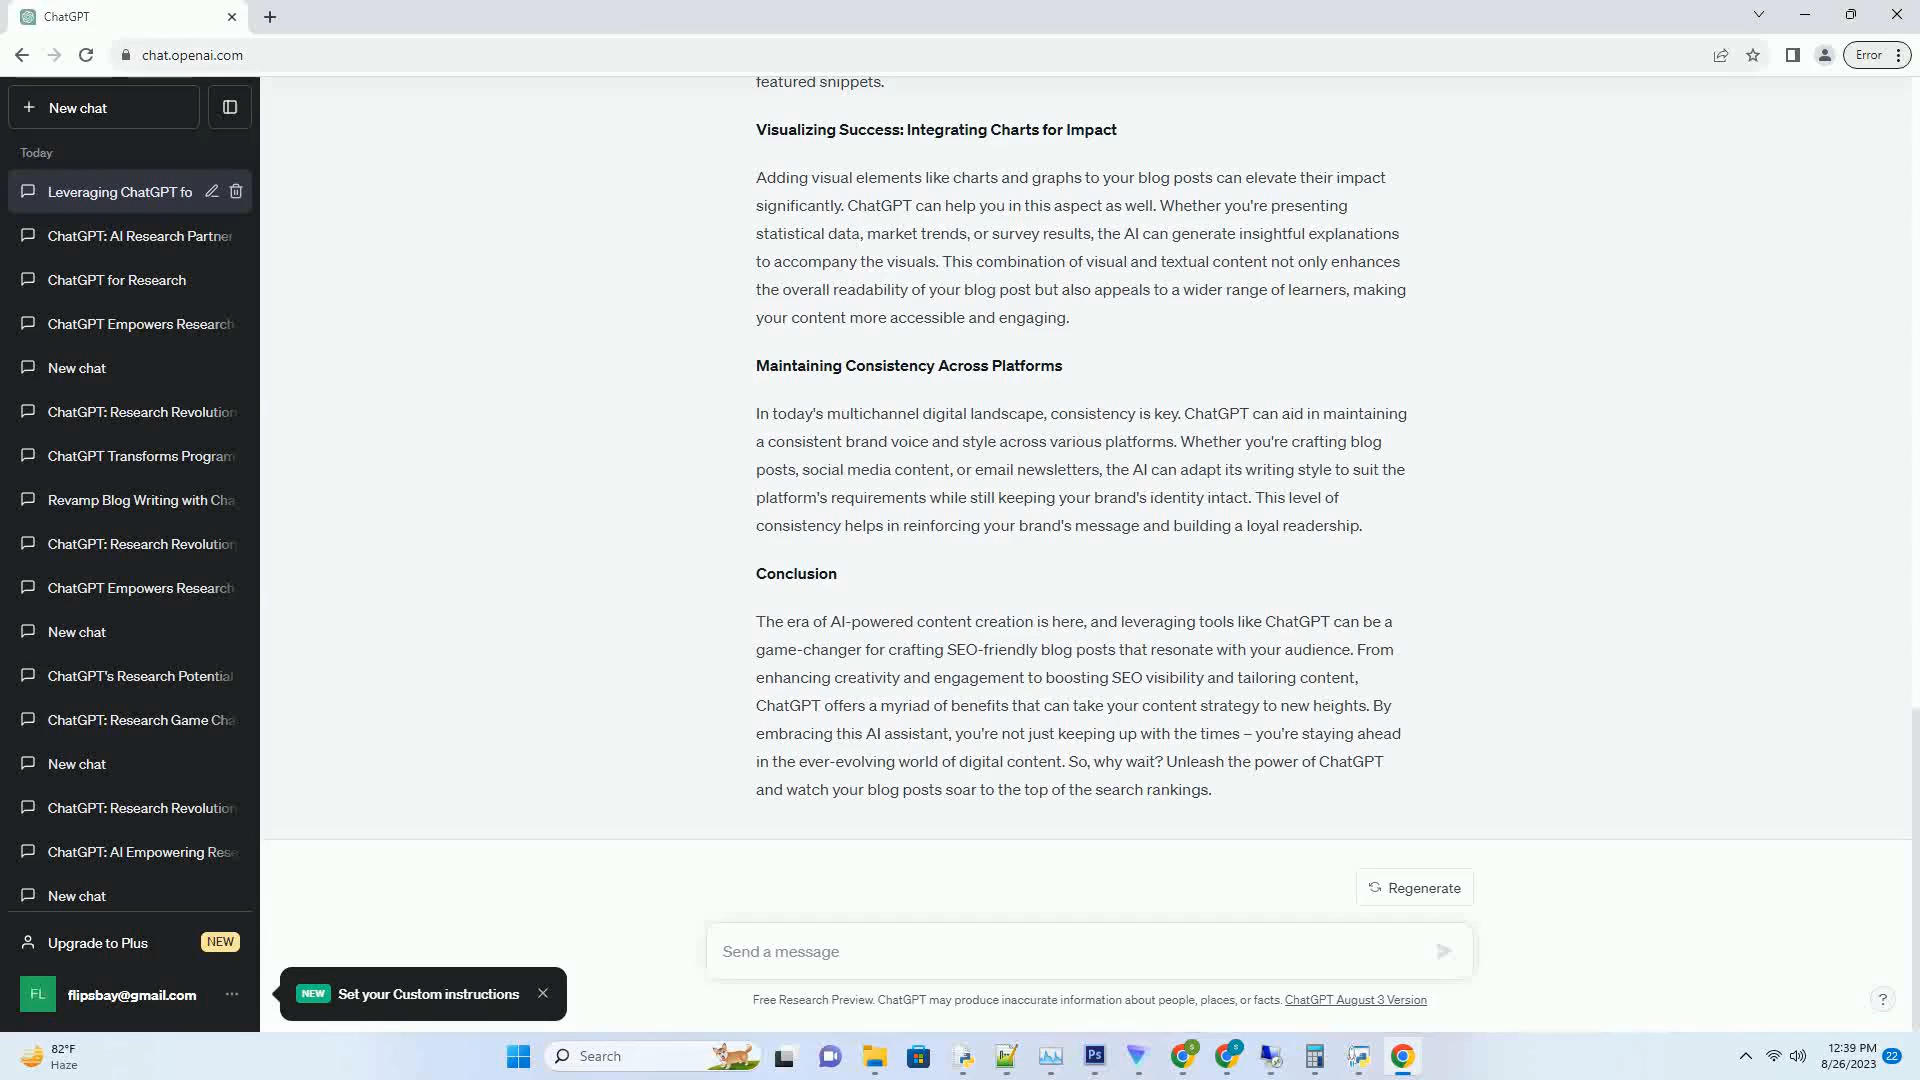 ChatGPT
chat.openai.com
Error
New chat
Today
Leveraging ChatGPT fo
ChatGPT: AI Research Partner
ChatGPT for Research
ChatGPT Empowers Research
New chat
ChatGPT: Research Revolution
ChatGPT Transforms Program
Revamp Blog Writing with Cha
ChatGPT: Research Revolution
ChatGPT Empowers Research
New chat
ChatGPT's Research Potential
ChatGPT: Research Game Cha
New chat
ChatGPT: Research Revolution
ChatGPT: AI Empowering Rese
New chat
Upgrade to Plus NEW
FL flipsbay@gmail.com
featured snippets.
Visualizing Success: Integrating Charts for Impact
Adding visual elements like charts and graphs to your blog posts can elevate their impact
significantly. ChatGPT can help you in this aspect as well. Whether you're presenting
statistical data, market trends, or survey results, the AI can generate insightful explanations
to accompany the visuals. This combination of visual and textual content not only enhances
the overall readability of your blog post but also appeals to a wider range of learners, making
your content more accessible and engaging.
Maintaining Consistency Across Platforms
In today's multichannel digital landscape, consistency is key. ChatGPT can aid in maintaining
a consistent brand voice and style across various platforms. Whether you're crafting blog
posts, social media content, or email newsletters, the AI can adapt its writing style to suit the
platform's requirements while still keeping your brand's identity intact. This level of
consistency helps in reinforcing your brand's message and building a loyal readership.
Conclusion
The era of AI-powered content creation is here, and leveraging tools like ChatGPT can be a
game-changer for crafting SEO-friendly blog posts that resonate with your audience. From
enhancing creativity and engagement to boosting SEO visibility and tailoring content,
ChatGPT offers a myriad of benefits that can take your content strategy to new heights. By
embracing this AI assistant, you're not just keeping up with the times – you're staying ahead
in the ever-evolving world of digital content. So, why wait? Unleash the power of ChatGPT
and watch your blog posts soar to the top of the search rankings.
Regenerate
Send a message
NEW Set your Custom instructions
Free Research Preview. ChatGPT may produce inaccurate information about people, places, or facts. ChatGPT August 3 Version
?
82°F
Haze
Search
Ps
S
S
12:39 PM
8/26/2023
22